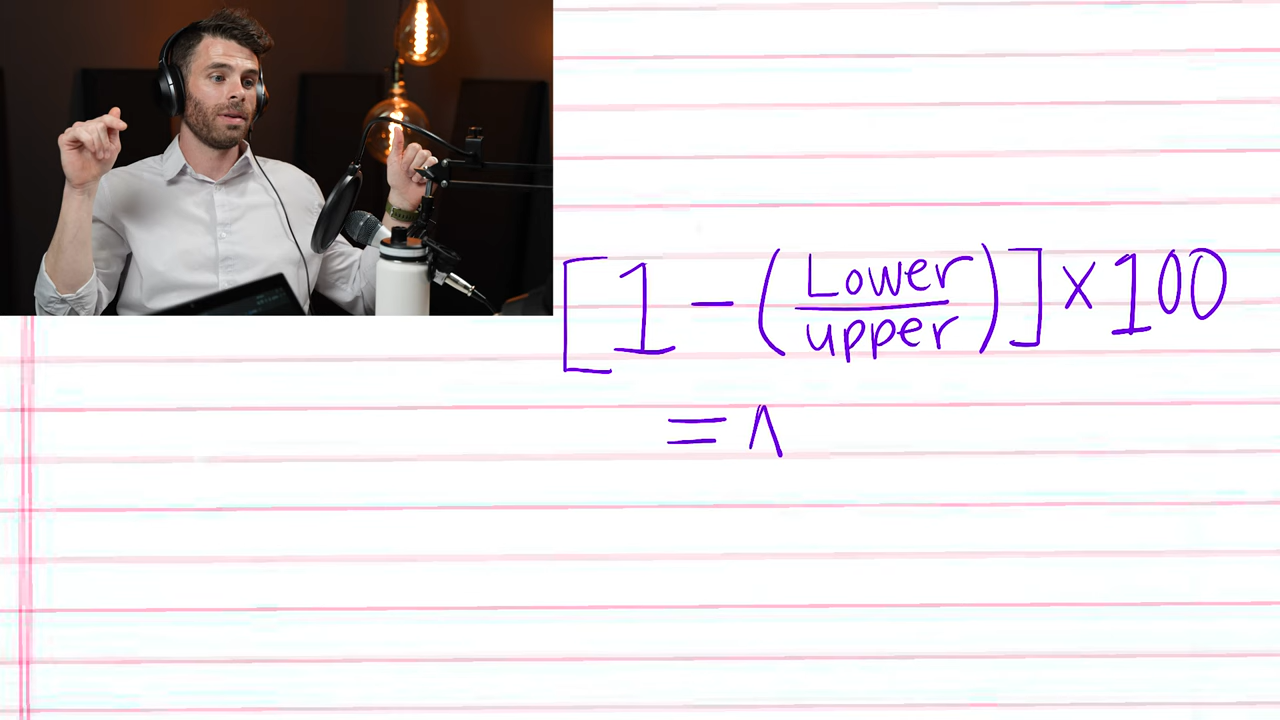 [1 - (Lower/upper)] × 100
= ∧